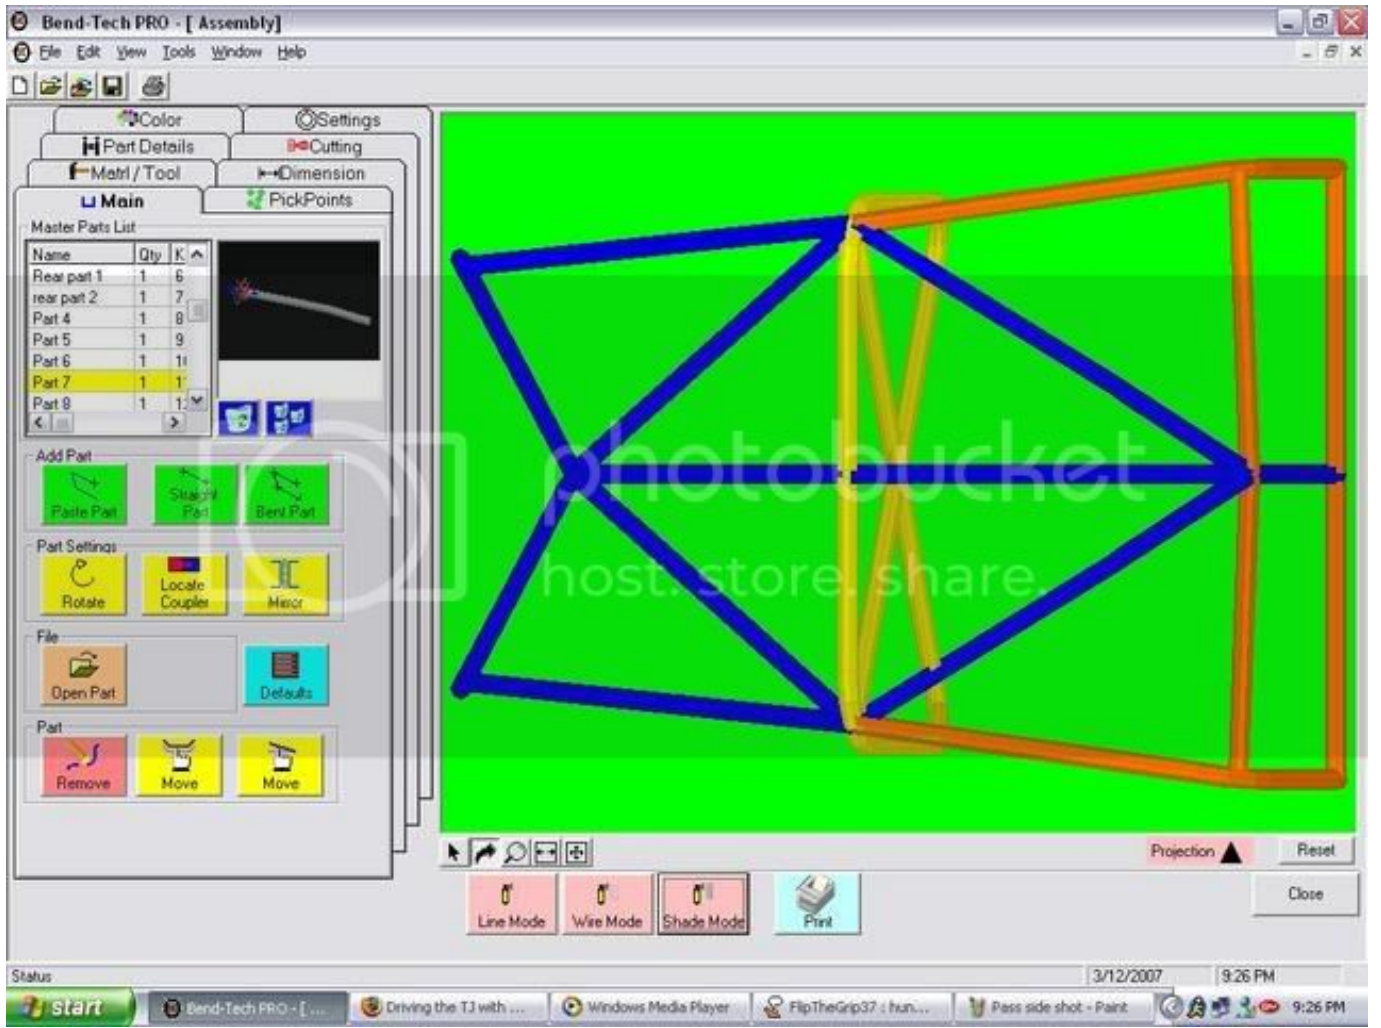 Bend-Tech PRO - [ Assembly]
File Edit View Tools Window Help
Color Settings
Part Details Cutting
Matrl / Tool Dimension
Main PickPoints
Master Parts List
Name Qty K
Rear part 1 1 6
rear part 2 1 7
Part 4 1 8
Part 5 1 9
Part 6 1
Part 7 1
Part 8 1
Add Part
Paste Part
Straight Part
Bent Part
Part Settings
Rotate
Locate Coupler
Mirror
File
Open Part
Defaults
Part
Remove
Move
Move
photobucket
host. store. share.
Projection
Reset
Line Mode
Wire Mode
Shade Mode
Print
Close
Status
3/12/2007
9:26 PM
start
Bend-Tech PRO - [ ...
Driving the TJ with ...
Windows Media Player
FlipTheGrip37 : hun...
Pass side shot - Paint
9:26 PM